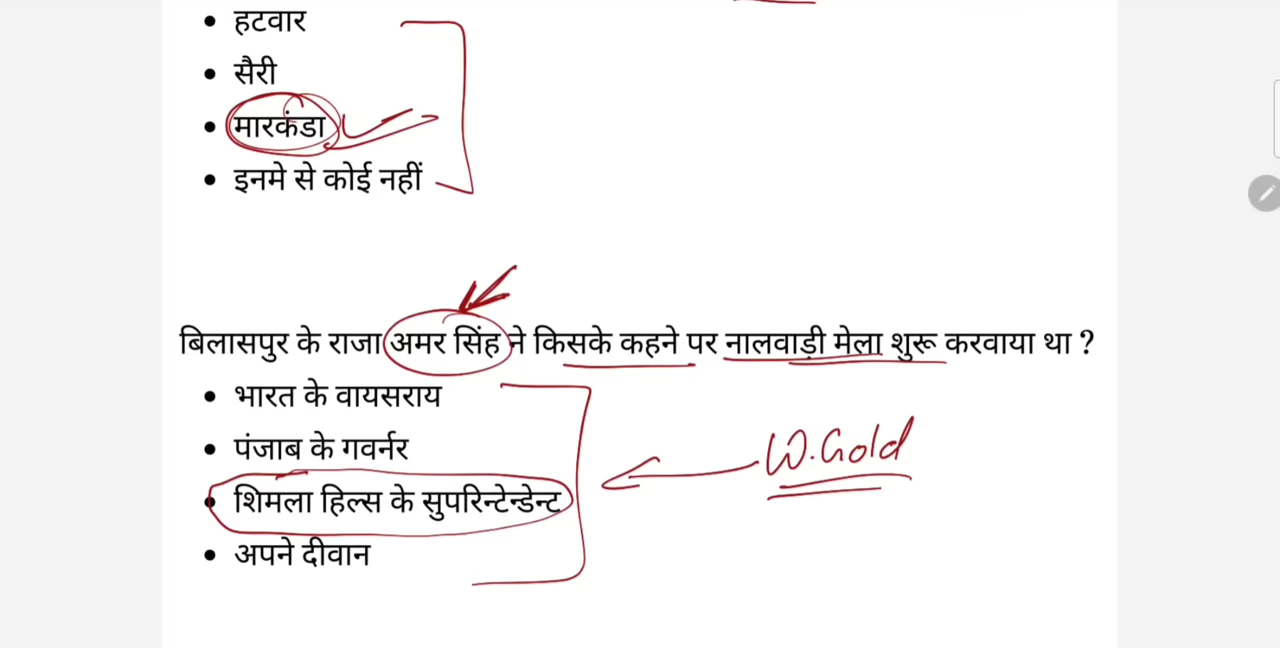 हटवार
सैरी
मारकंडा
इनमे से कोई नहीं
बिलासपुर के राजा अमर सिंह ने किसके कहने पर नालवाड़ी मेला शुरू करवाया था ?
भारत के वायसराय
पंजाब के गवर्नर
शिमला हिल्स के सुपरिन्टेन्डेन्ट
अपने दीवान
W. Gold